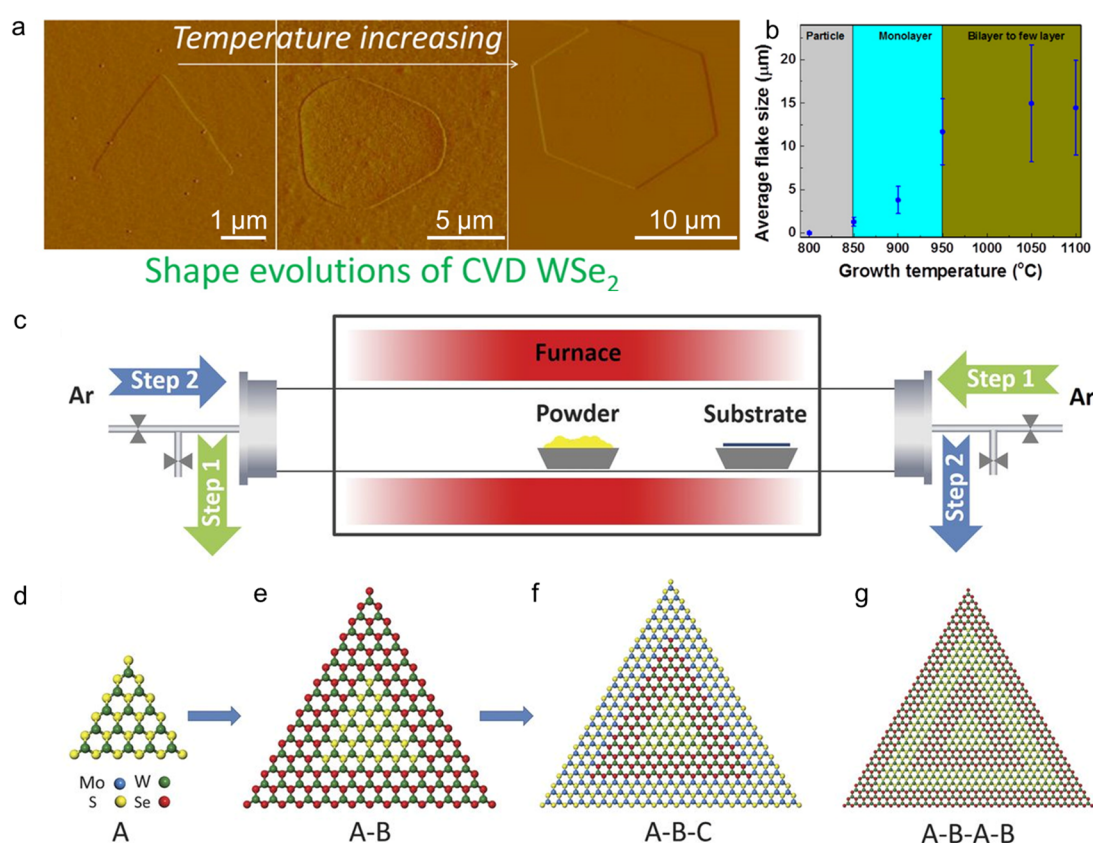 a
Temperature increasing
1 μm
5 μm
10 μm
Shape evolutions of CVD WSe2
b
Particle
Monolayer
Bilayer to few layer
Average flake size (μm)
20
15
10
5
0
800 850 900 950 1000 1050 1100
Growth temperature (°C)
c
Furnace
Step 2
Step 1
Ar
Ar
Powder
Substrate
Step 1
Step 2
d
e
f
g
Mo W
S Se
A
A-B
A-B-C
A-B-A-B